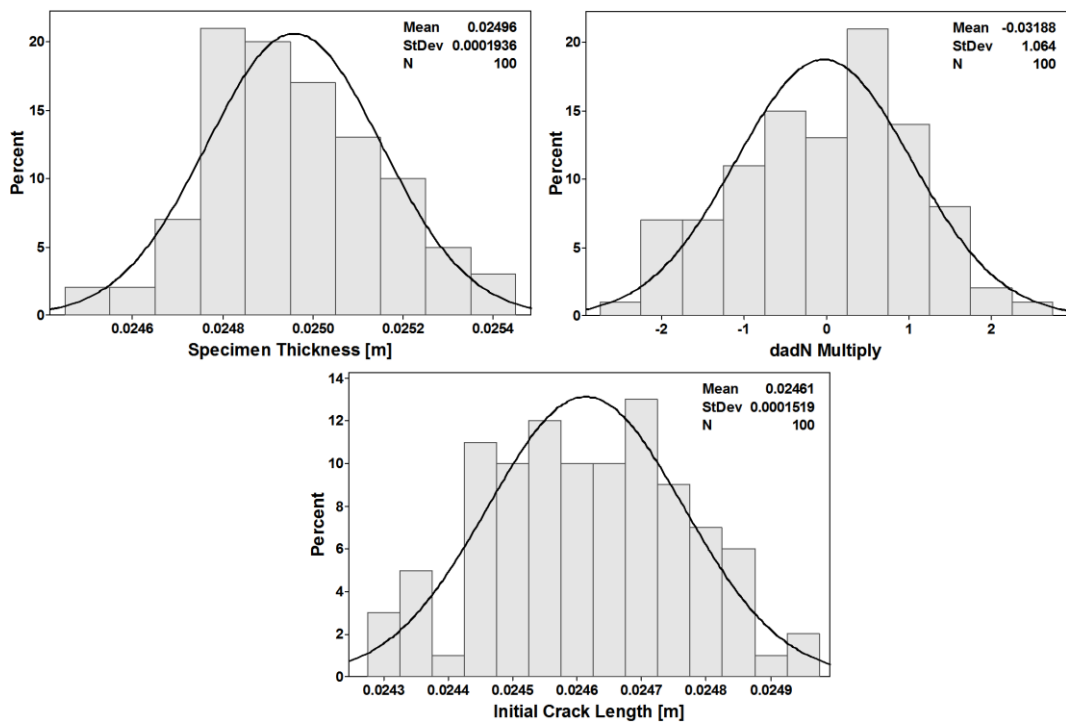 Mean 0.02496
StDev 0.0001936
N 100
Percent
20
15
10
5
0
0.0246 0.0248 0.0250 0.0252 0.0254
Specimen Thickness [m]
Mean -0.03188
StDev 1.064
N 100
Percent
20
15
10
5
0
-2 -1 0 1 2
dadN Multiply
Mean 0.02461
StDev 0.0001519
N 100
Percent
14
12
10
8
6
4
2
0
0.0243 0.0244 0.0245 0.0246 0.0247 0.0248 0.0249
Initial Crack Length [m]